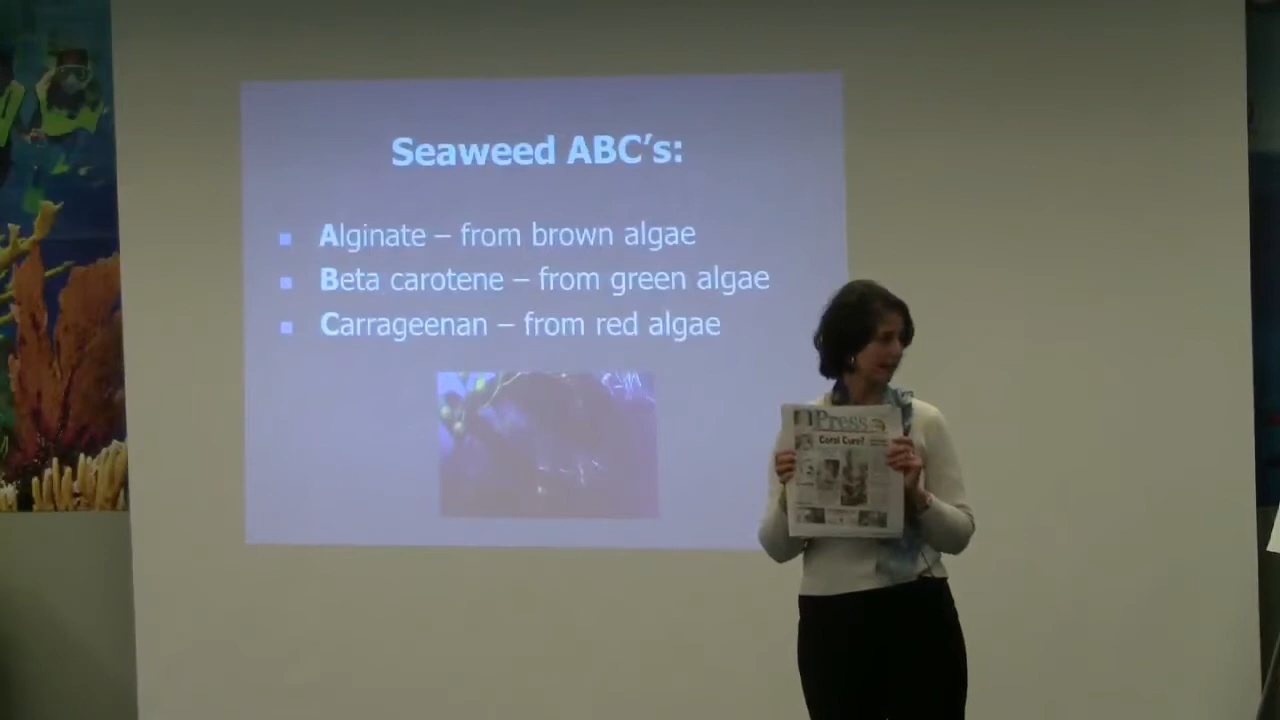 Seaweed ABC's:
Alginate – from brown algae
Beta carotene – from green algae
Carrageenan – from red algae
Press
Coral Cure?